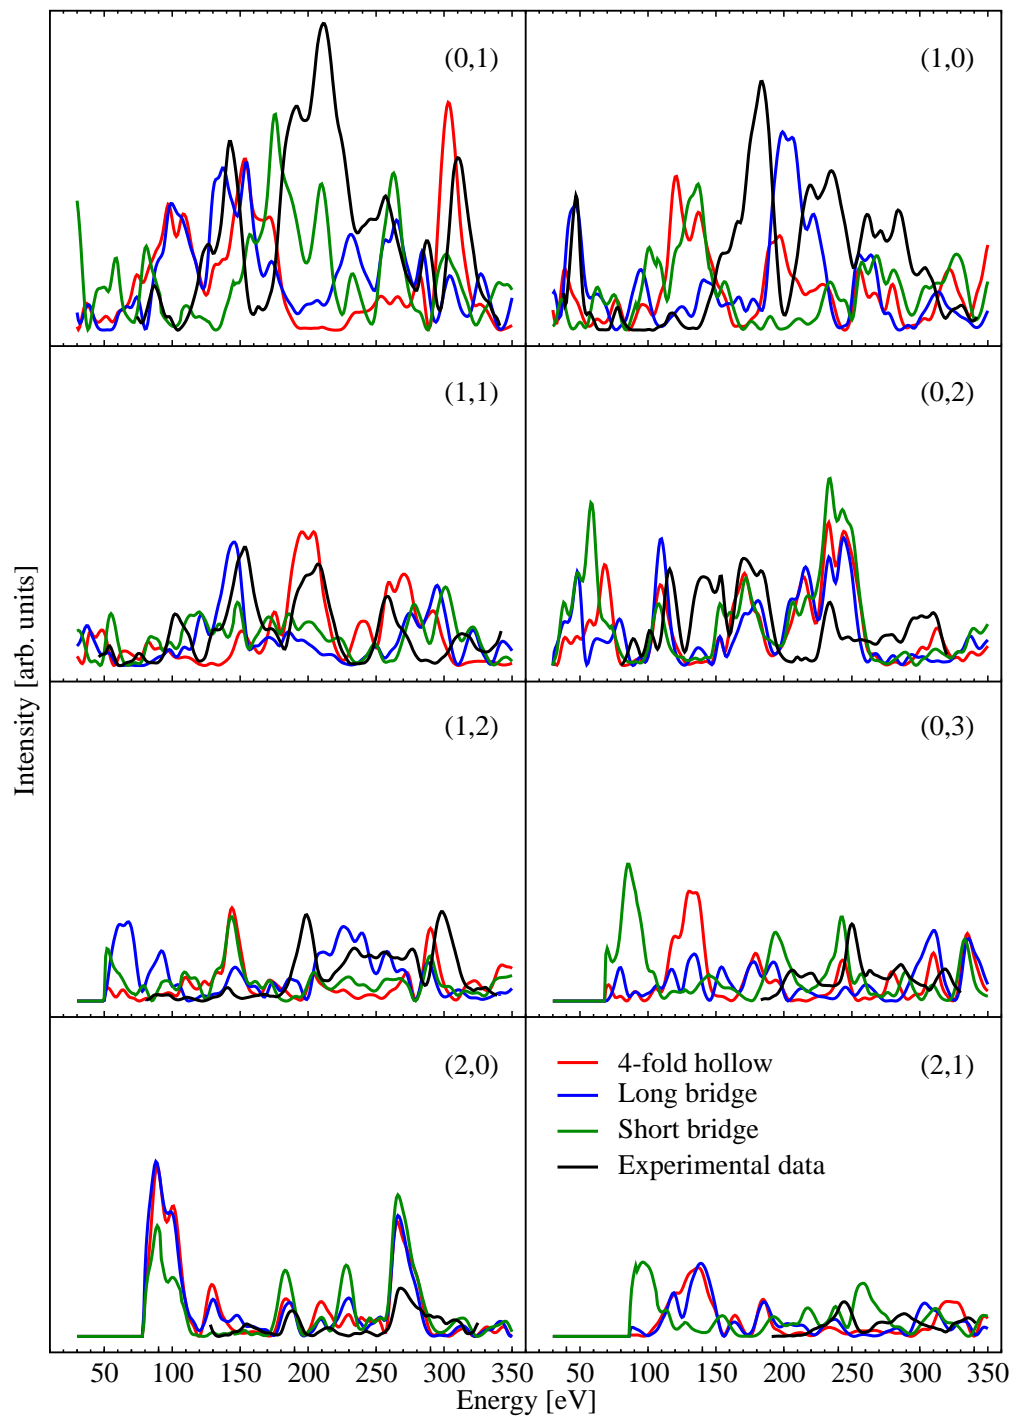 (0,1)
(1,0)
(1,1)
(0,2)
(1,2)
(0,3)
(2,0)
(2,1)
4-fold hollow
Long bridge
Short bridge
Experimental data
Intensity [arb. units]
50 100 150 200 250 300 350 50 100 150 200 250 300 350
Energy [eV]